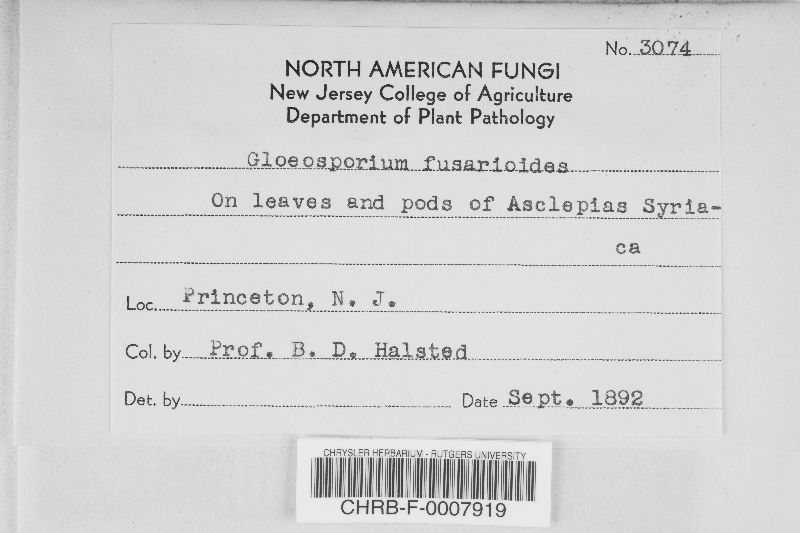 No. 3074
NORTH AMERICAN FUNGI
New Jersey College of Agriculture
Department of Plant Pathology
Gloeosporium fusarioides
On leaves and pods of Asclepias Syria-
ca
Loc. Princeton, N. J.
Col. by Prof. B. D. Halsted
Det. by
Date Sept. 1892
CHRYSLER HERBARIUM - RUTGERS UNIVERSITY
CHRB-F-0007919